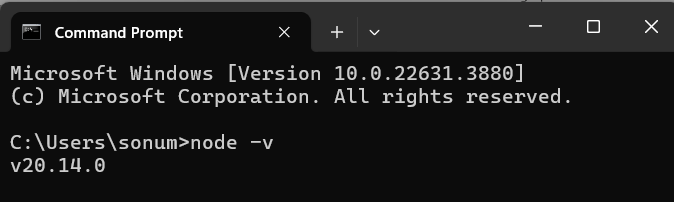 Command Prompt
Microsoft Windows [Version 10.0.22631.3880]
(c) Microsoft Corporation. All rights reserved.
C:\Users\sonum>node -v
v20.14.0